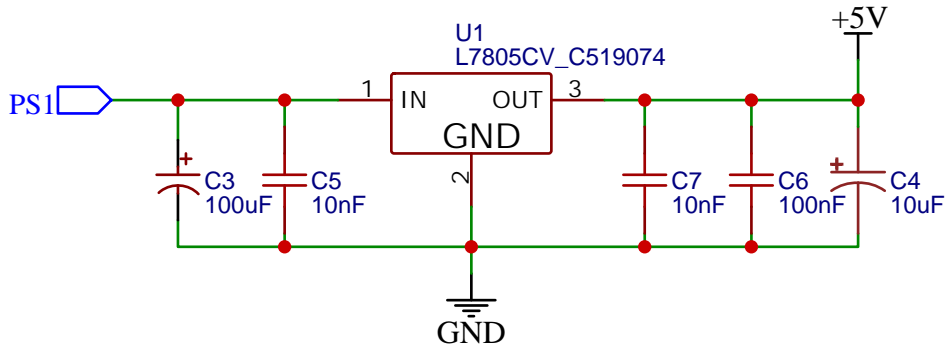 +5V
U1
L7805CV_C519074
PS1
1
IN
OUT
3
GND
2
+
C3
100uF
C5
10nF
C7
10nF
C6
100nF
+
C4
10uF
GND